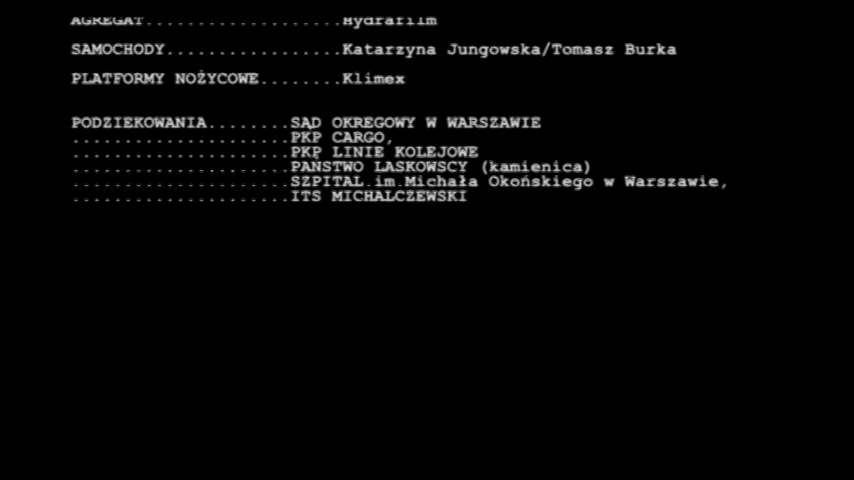 AGREGAT...................Hydrafilm
SAMOCHODY.................Katarzyna Jungowska/Tomasz Burka
PLATFORMY NOŻYCOWE........Klimex
PODZIEKOWANIA........SĄD OKREGOWY W WARSZAWIE
.....................PKP CARGO,
.....................PKP LINIE KOLEJOWE
.....................PAŃSTWO LASKOWSCY (kamienica)
.....................SZPITAL im.Michała Okońskiego w Warszawie,
.....................ITS MICHALCZEWSKI